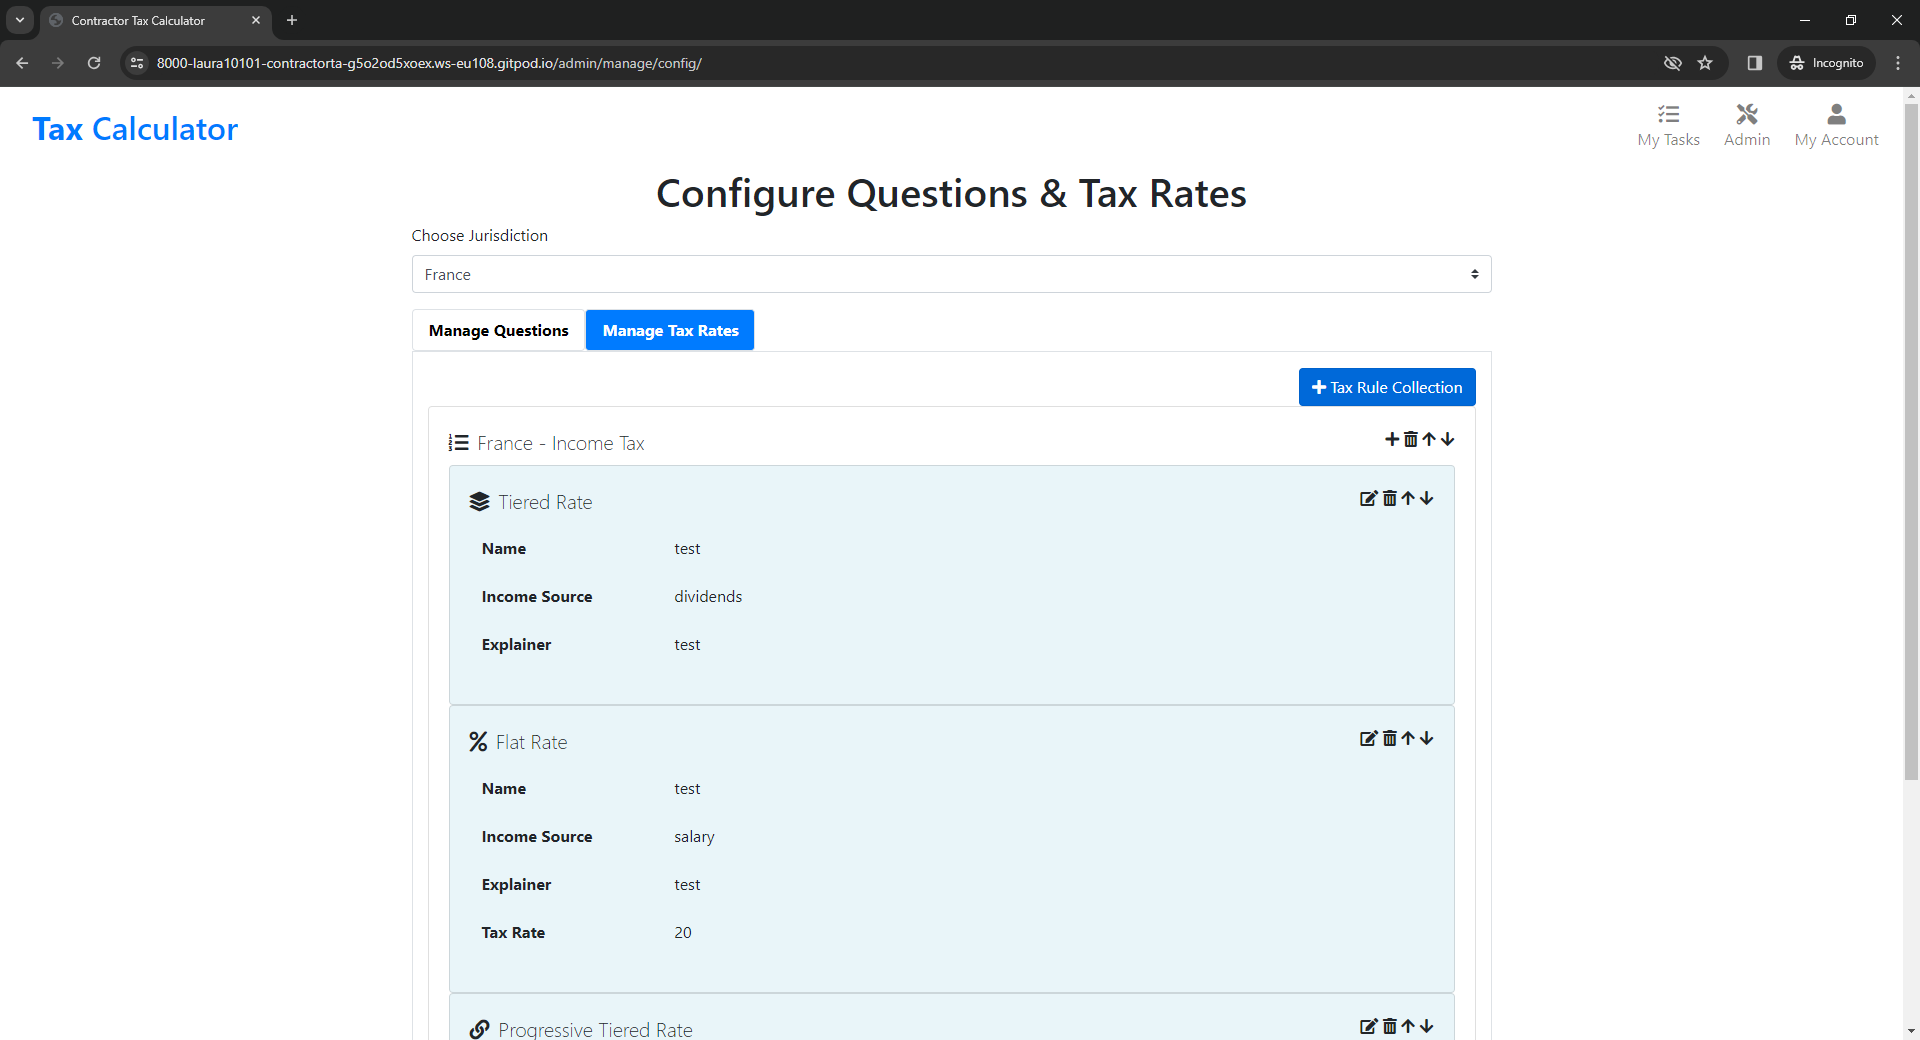 Contractor Tax Calculator
8000-laura10101-contractorta-g5o2od5xoex.ws-eu108.gitpod.io/admin/manage/config/
Incognito
Tax Calculator
My Tasks
Admin
My Account
Configure Questions & Tax Rates
Choose Jurisdiction
France
Manage Questions
Manage Tax Rates
Tax Rule Collection
France - Income Tax
Tiered Rate
Name test
Income Source dividends
Explainer test
Flat Rate
Name test
Income Source salary
Explainer test
Tax Rate 20
Progressive Tiered Rate